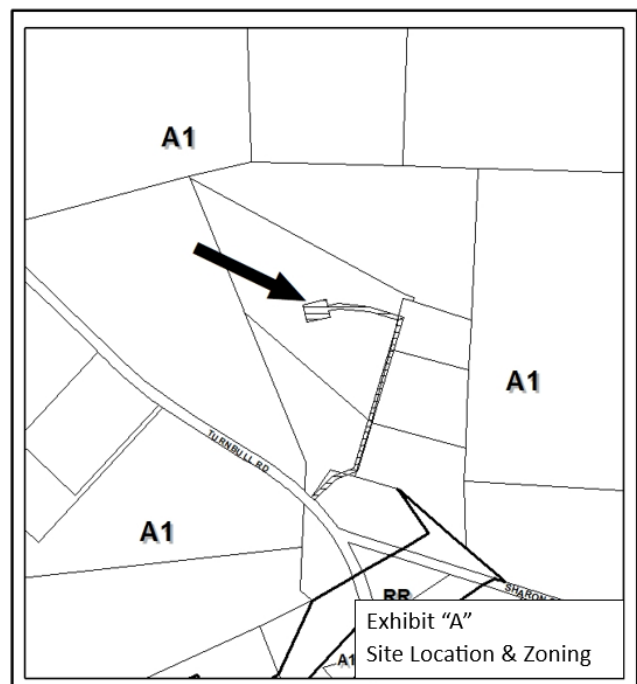 A1
A1
TURNBULL RD
A1
RR
SHARON
A1
Exhibit “A”
Site Location & Zoning